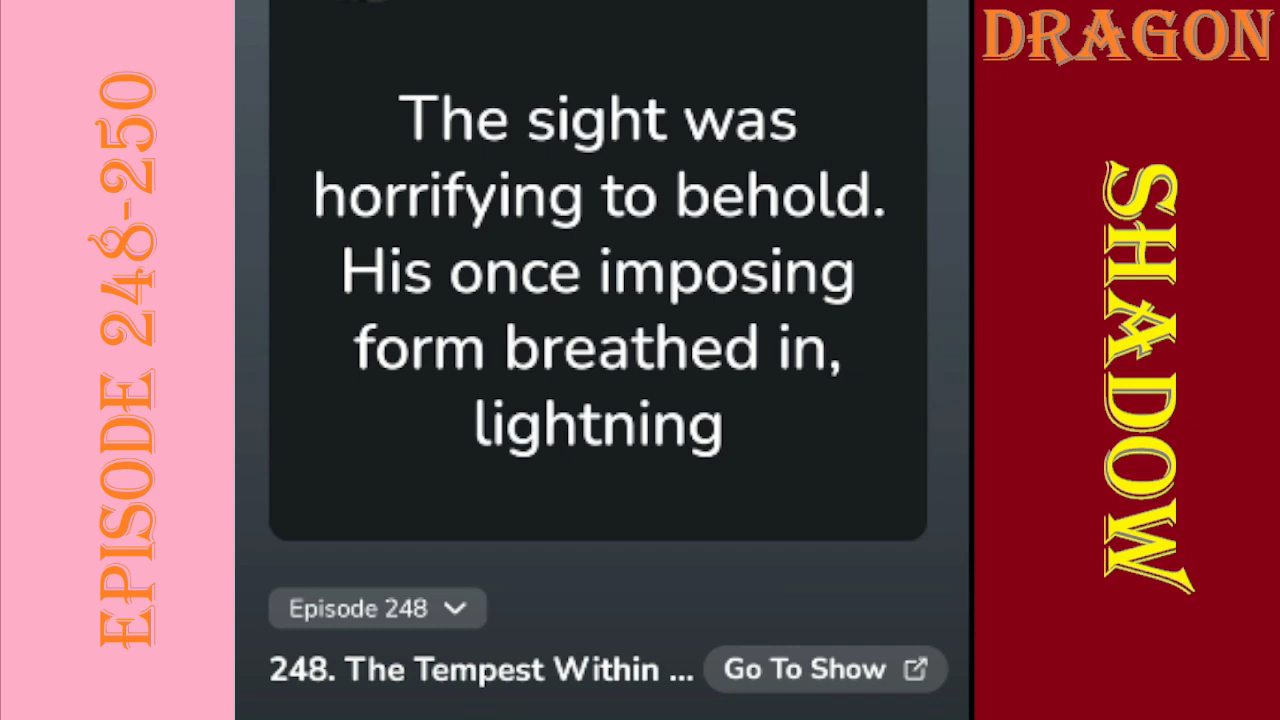 EPISODE 248-250
The sight was
horrifying to behold.
His once imposing
form breathed in,
lightning
Episode 248
248. The Tempest Within ...
Go To Show
DRAGON
SHADOW